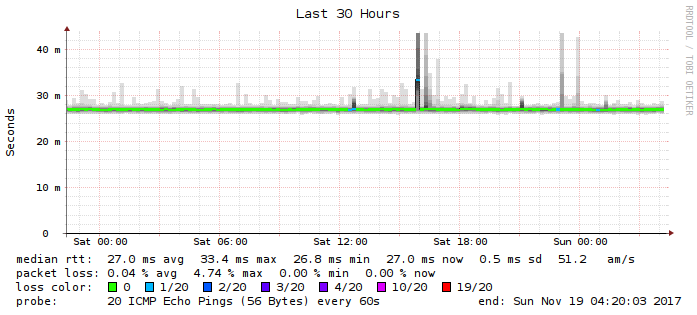 Last 30 Hours
RRDTOOL / TOBI OETIKER
Seconds
40 m
30 m
20 m
10 m
0
Sat 00:00 Sat 06:00 Sat 12:00 Sat 18:00 Sun 00:00
median rtt: 27.0 ms avg 33.4 ms max 26.8 ms min 27.0 ms now 0.5 ms sd 51.2 am/s
packet loss: 0.04 % avg 4.74 % max 0.00 % min 0.00 % now
loss color: 0 1/20 2/20 3/20 4/20 10/20 19/20
probe: 20 ICMP Echo Pings (56 Bytes) every 60s end: Sun Nov 19 04:20:03 2017